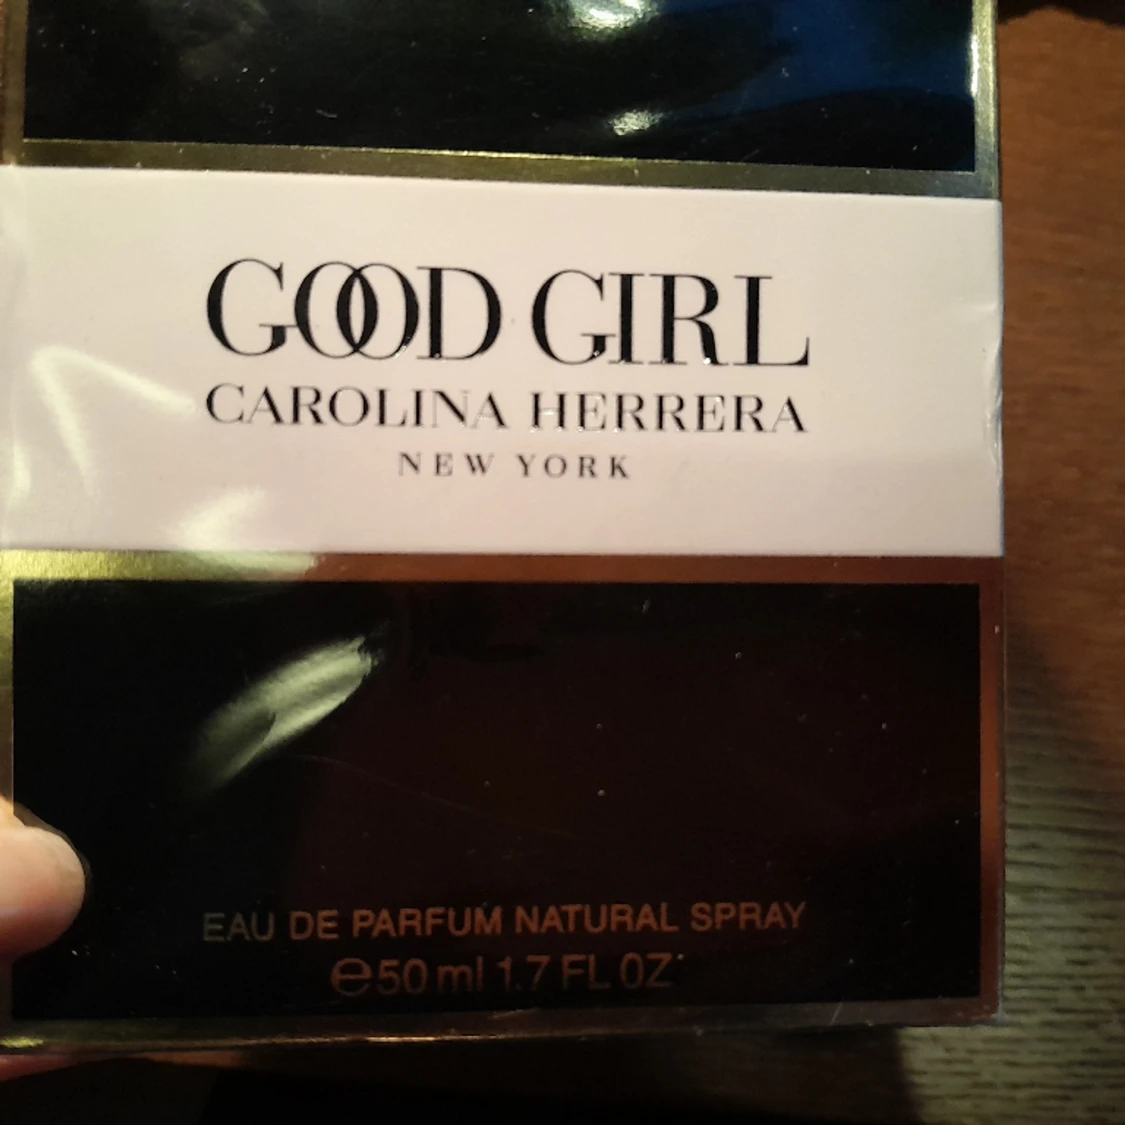 GOOD GIRL
CAROLINA HERRERA
NEW YORK
EAU DE PARFUM NATURAL SPRAY
℮50 ml 1.7 FL OZ